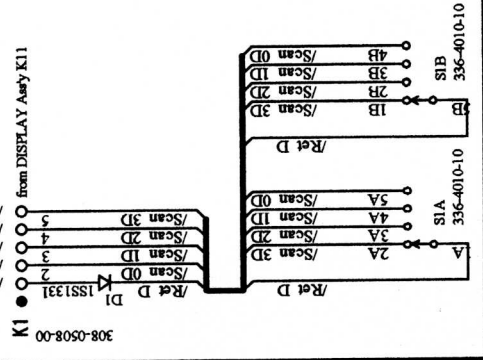 from DISPLAY Ass'y K11
K1
308-0508-00
5 /Scan 3D
4 /Scan 2D
3 /Scan 1D
2 /Scan 0D
1SS133 1 /Ret D
D1
/Scan 0D 4B
/Scan 1D 3B
/Scan 2D 2R
/Scan 3D 1B
/Ret D
S1B
336-4010-10
/Scan 0D 5A
/Scan 1D 4A
/Scan 2D 3A
/Scan 3D 2A
A
/Ret D
S1A
336-4010-10